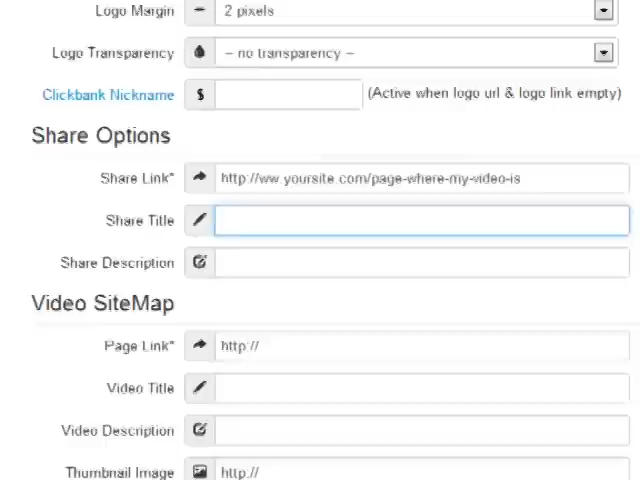 Logo Margin 2 pixels
Logo Transparency -- no transparency --
Clickbank Nickname $ (Active when logo url & logo link empty)
Share Options
Share Link* http://ww.yoursite.com/page-where-my-video-is
Share Title
Share Description
Video SiteMap
Page Link* http://
Video Title
Video Description
Thumbnail Image http://